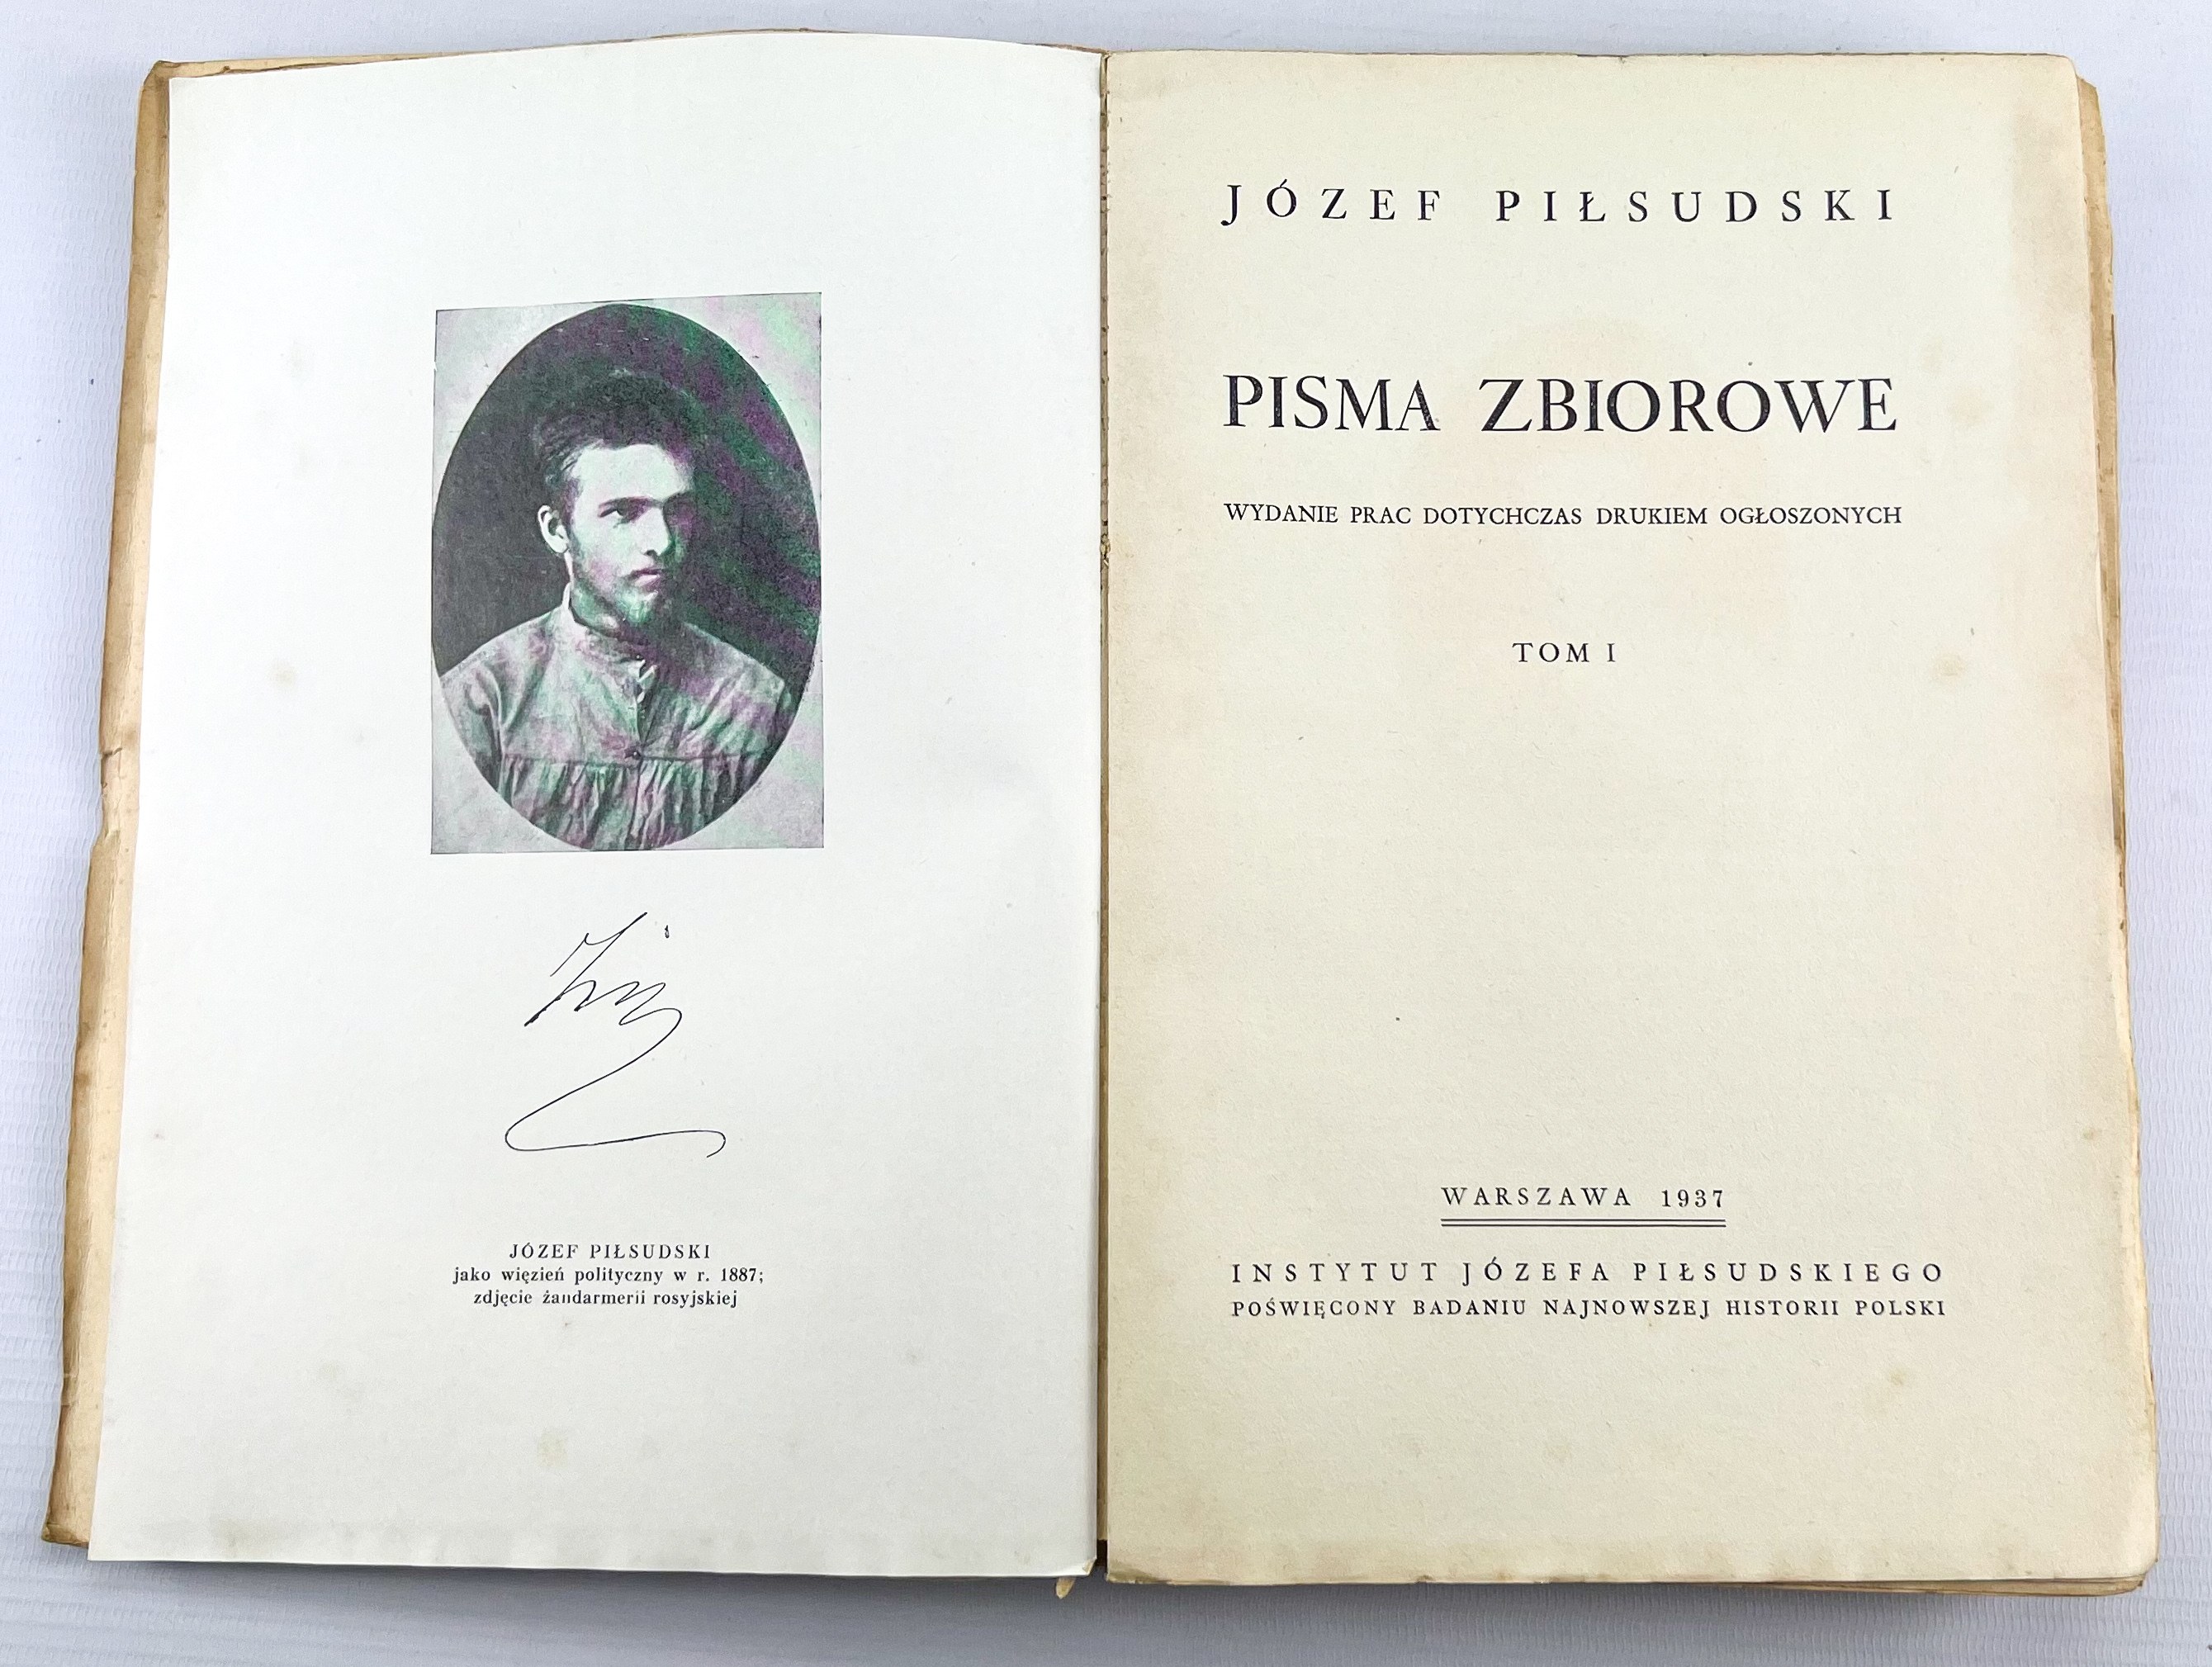 JÓZEF PIŁSUDSKI
jako więzień polityczny w r. 1887;
zdjęcie żandarmerii rosyjskiej
JÓZEF PIŁSUDSKI
PISMA ZBIOROWE
WYDANIE PRAC DOTYCHCZAS DRUKIEM OGŁOSZONYCH
TOM I
WARSZAWA 1937
INSTYTUT JÓZEFA PIŁSUDSKIEGO
POŚWIĘCONY BADANIU NAJNOWSZEJ HISTORII POLSKI